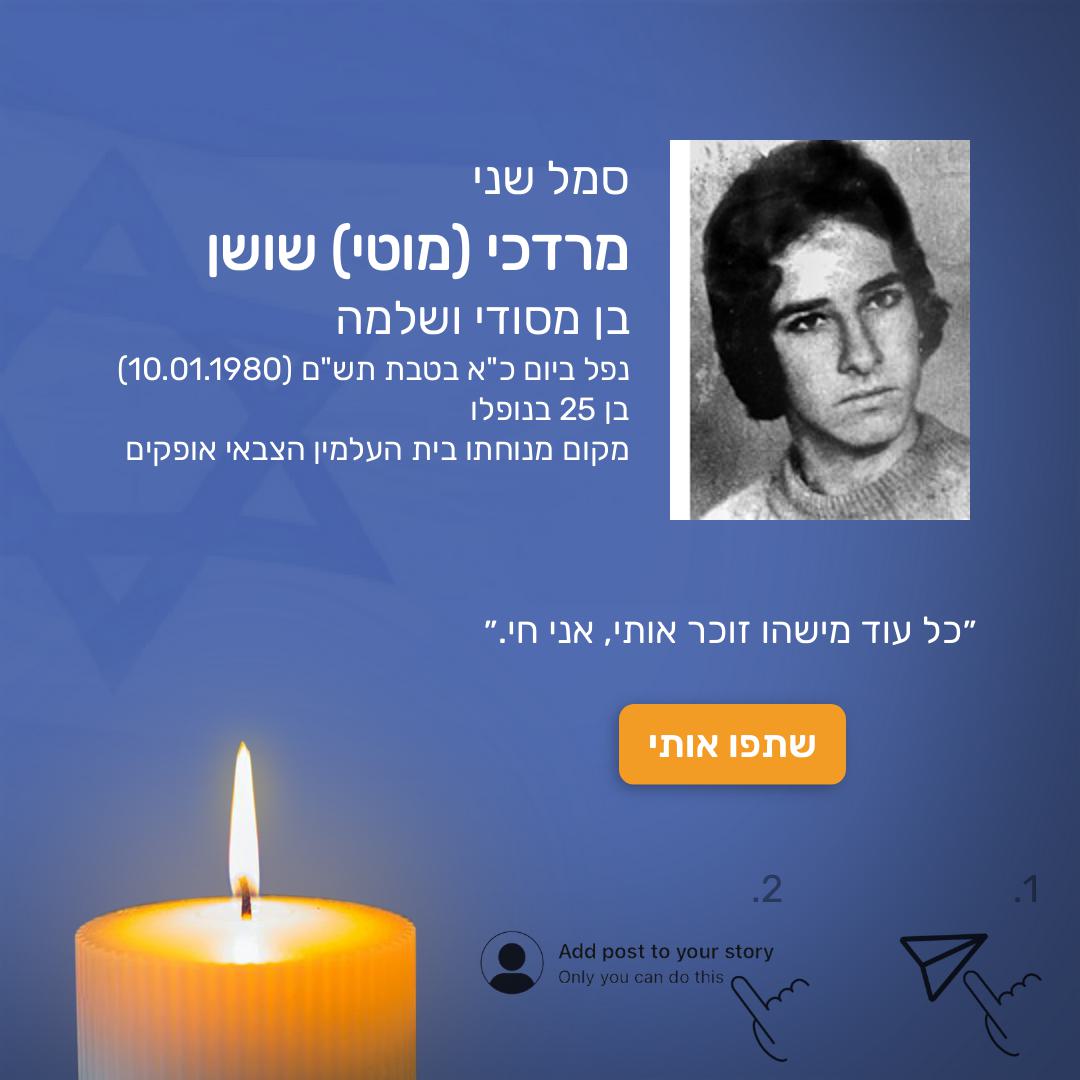 סמל שני
מרדכי (מוטי) שושן
בן מסודי ושלמה
נפל ביום כ"א בטבת תש"ם (10.01.1980)
בן 25 בנופלו
מקום מנוחתו בית העלמין הצבאי אופקים
״כל עוד מישהו זוכר אותי, אני חי.״
שתפו אותי
.1
.2
Add post to your story
Only you can do this